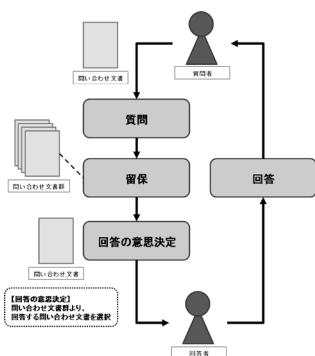 問い合わせ文書
質問者
質問
問い合わせ文書群
留保
回答
回答の意思決定
問い合わせ文書
【回答の意思決定】
問い合わせ文書群より、
回答する問い合わせ文書を選択
回答者